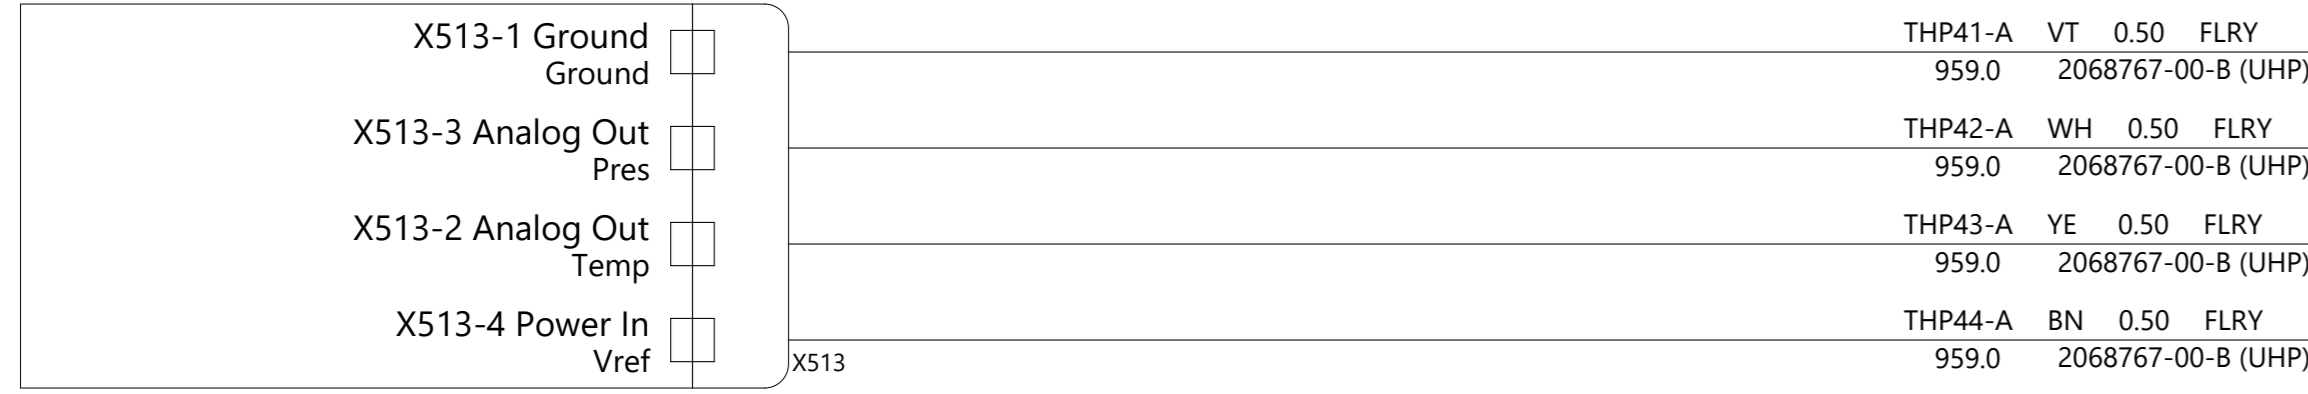 X513-1 Ground THP41-A VT 0.50 FLRY
Ground 959.0 2068767-00-B (UHP)
X513-3 Analog Out THP42-A WH 0.50 FLRY
Pres 959.0 2068767-00-B (UHP)
X513-2 Analog Out THP43-A YE 0.50 FLRY
Temp 959.0 2068767-00-B (UHP)
X513-4 Power In THP44-A BN 0.50 FLRY
Vref X513 959.0 2068767-00-B (UHP)